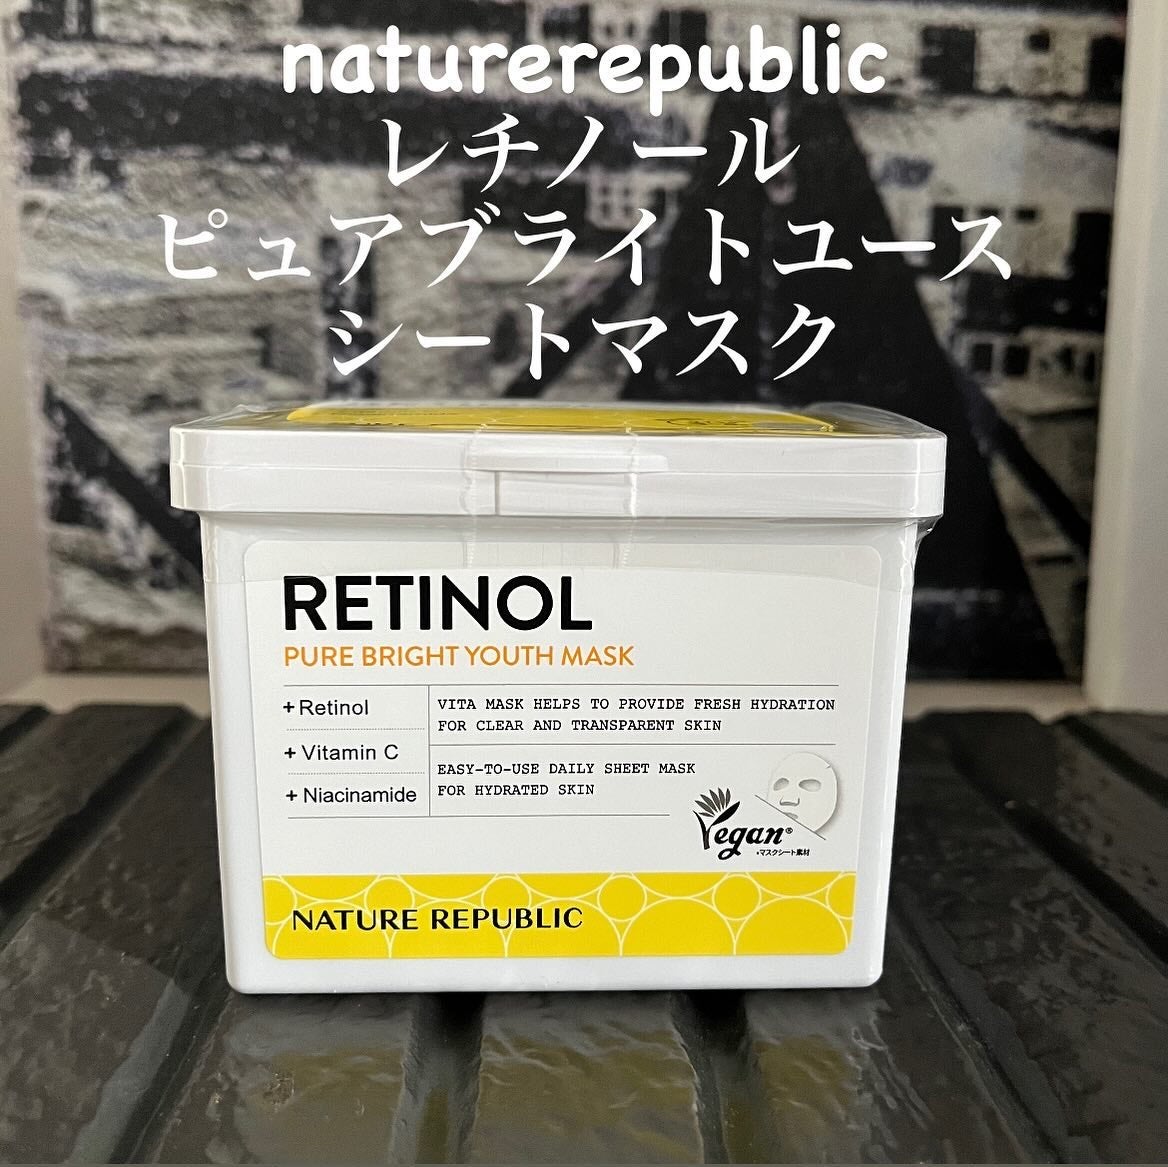 naturerepublic
レチノール
ピュアブライトユース
シートマスク
RETINOL
PURE BRIGHT YOUTH MASK
+ Retinol
+ Vitamin C
+ Niacinamide
VITA MASK HELPS TO PROVIDE FRESH HYDRATION
FOR CLEAR AND TRANSPARENT SKIN
EASY-TO-USE DAILY SHEET MASK
FOR HYDRATED SKIN
Vegan®
•マスクシート素材
NATURE REPUBLIC